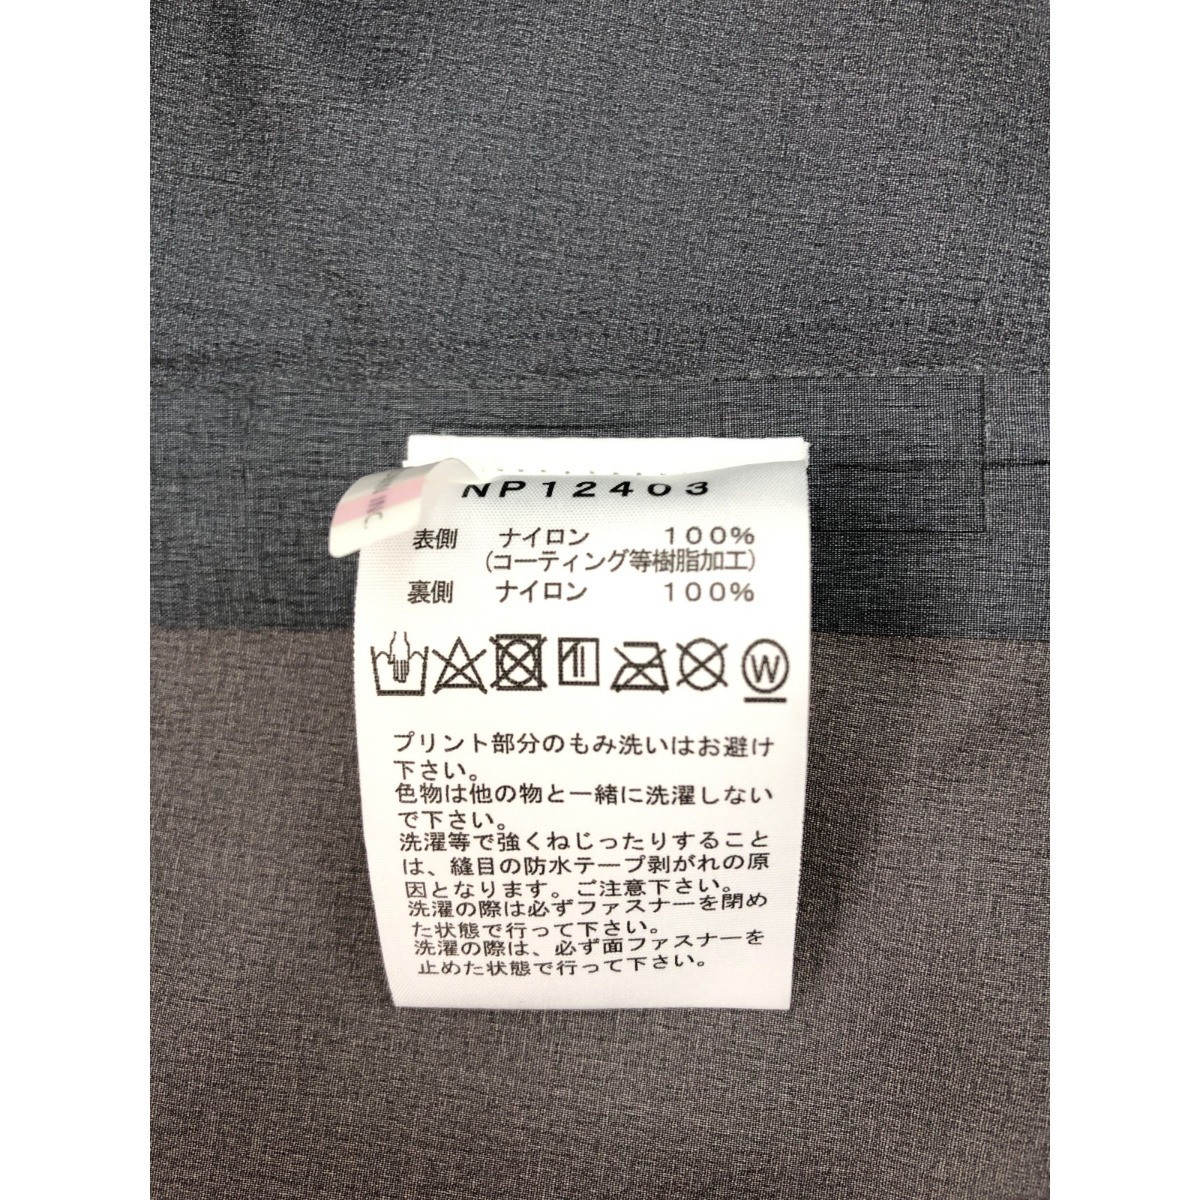 NP12403
INC.
表側 ナイロン 100%
(コーティング等樹脂加工)
裏側 ナイロン 100%
W
プリント部分のもみ洗いはお避け
下さい。
色物は他の物と一緒に洗濯しない
で下さい。
洗濯等で強くねじったりすること
は、縫目の防水テープ剥がれの原
因となります。ご注意下さい。
洗濯の際は必ずファスナーを閉め
た状態で行って下さい。
洗濯の際は、必ず面ファスナーを
止めた状態で行って下さい。